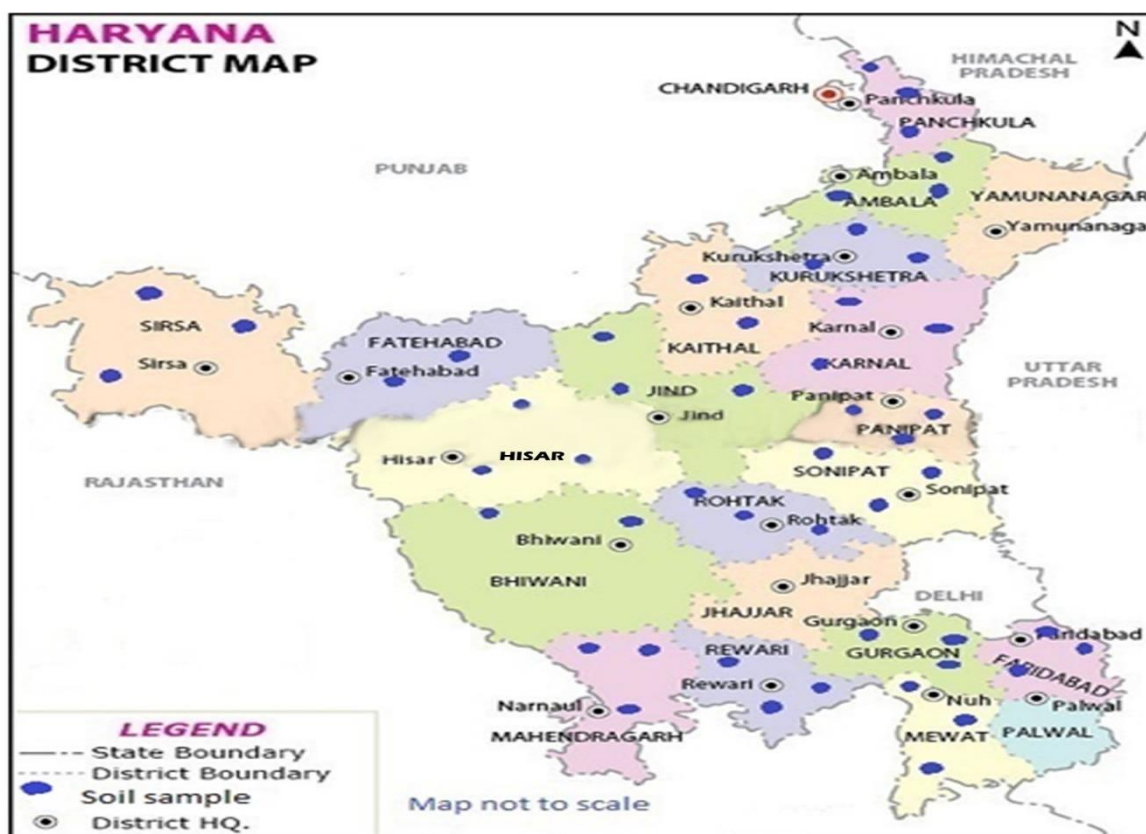 HARYANA
DISTRICT MAP
N
HIMACHAL
PRADESH
CHANDIGARH
Panchkula
PANCHKULA
PUNJAB
Ambala
AMBALA
YAMUNANAGAR
Yamunanaga
Kurukshetra
KURUKSHETRA
Kaithal
KAITHAL
Karnal
KARNAL
SIRSA
Sirsa
FATEHABAD
Fatehabad
JIND
Jind
UTTAR
PRADESH
Panipat
PANIPAT
Hisar
HISAR
RAJASTHAN
SONIPAT
Sonipat
ROHTAK
Rohtak
Bhiwani
BHIWANI
Jhajjar
JHAJJAR
DELHI
Gurgaon
GURGAON
Faridabad
FARIDABAD
REWARI
Rewari
Narnaul
MAHENDRAGARH
Nuh
MEWAT
Palwal
PALWAL
LEGEND
State Boundary
District Boundary
Soil sample
District HQ.
Map not to scale